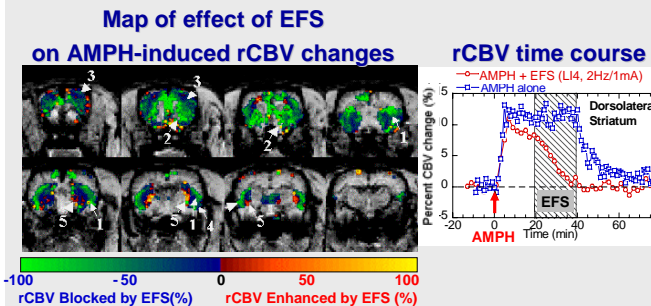 Map of effect of EFS
on AMPH-induced rCBV changes
3
3
2
2
1
5
1
5
1
4
5
-100
-50
0
50
100
rCBV Blocked by EFS(%)
rCBV Enhanced by EFS (%)
rCBV time course
AMPH + EFS (LI4, 2Hz/1mA)
AMPH alone
Percent CBV change (%)
15
10
5
0
-5
Dorsolateral
Striatum
EFS
-20
0
20
40
60
AMPH
Time (min)